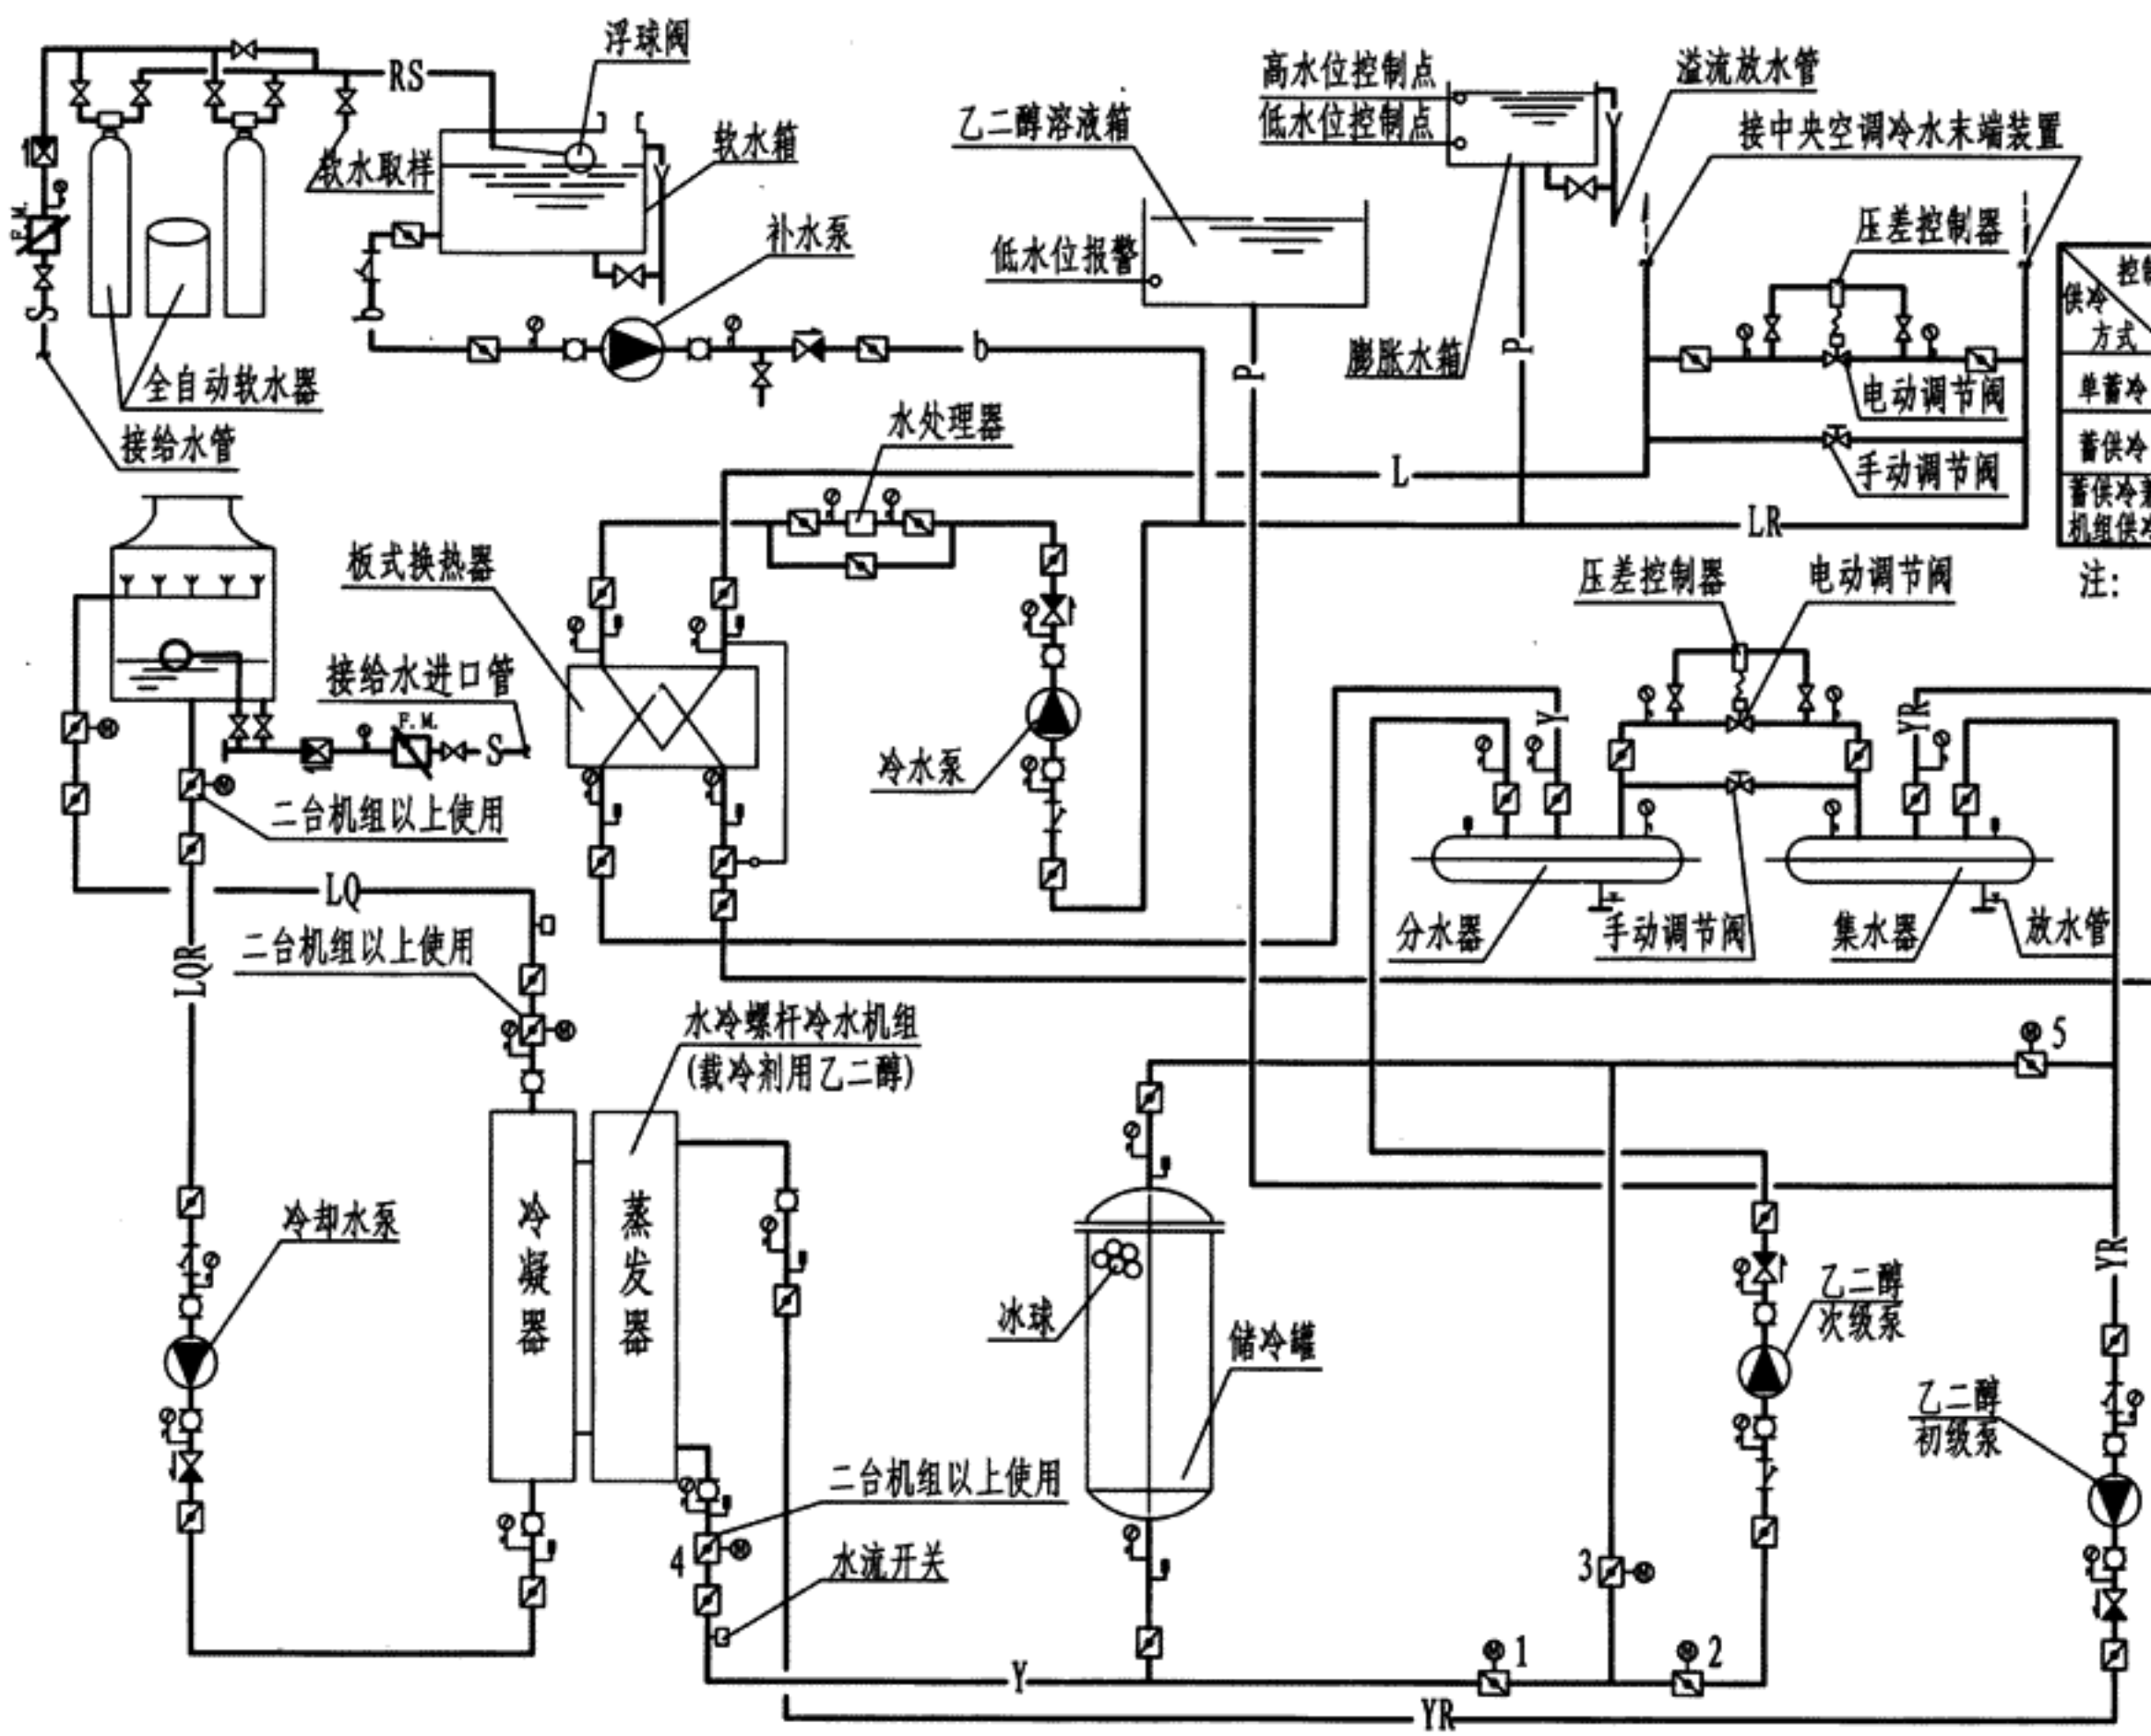 浮球阀
RS
软水取样
软水箱
F.M.
S
全自动软水器
接给水管
b
补水泵
b
乙二醇溶液箱
低水位报警
P
高水位控制点
低水位控制点
溢流放水管
接中央空调冷水末端装置
膨胀水箱
P
压差控制器
电动调节阀
手动调节阀
供冷
方式
单蓄冷
蓄供冷
机组供冷
注:
水处理器
L
LR
板式换热器
接给水进口管
F.M.
S
二台机组以上使用
冷水泵
压差控制器
电动调节阀
Y
YR
分水器
手动调节阀
集水器
放水管
LQ
LQR
二台机组以上使用
水冷螺杆冷水机组
(载冷剂用乙二醇)
5
冷却水泵
冷凝器
蒸发器
冰球
储冷罐
乙二醇
次级泵
YR
乙二醇
初级泵
二台机组以上使用
4
水流开关
3
Y
1
2
YR